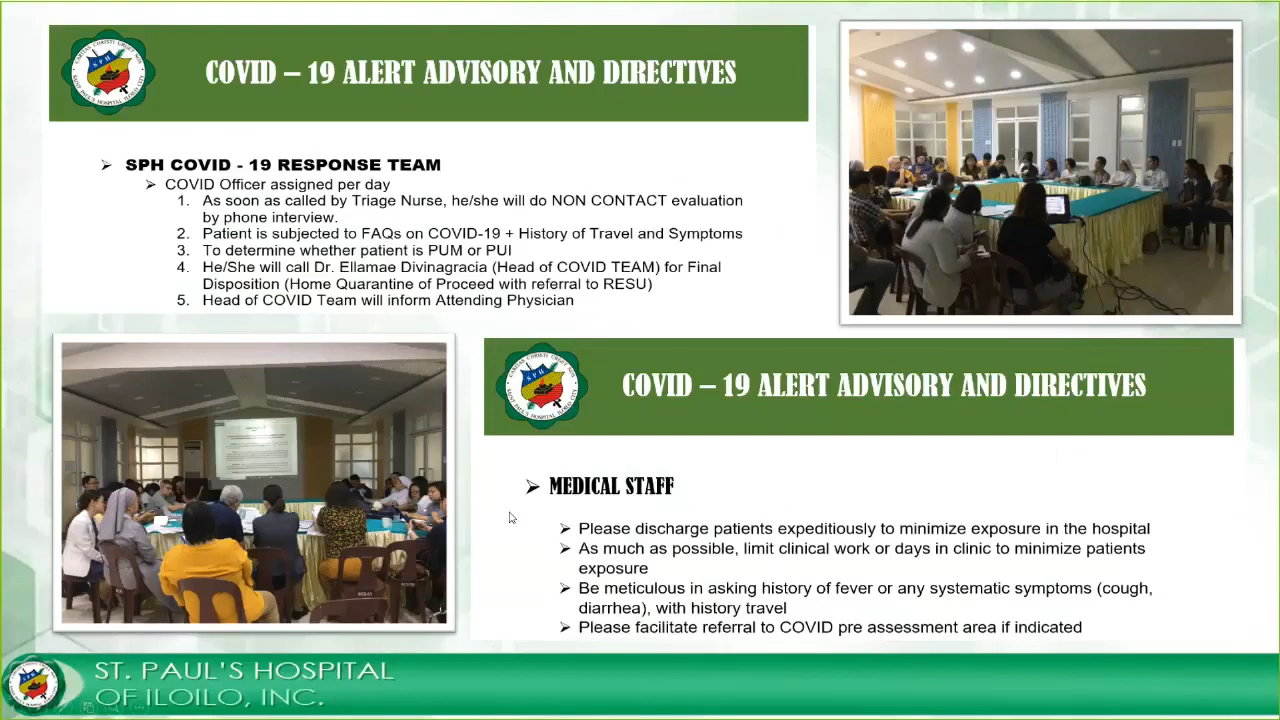 COVID – 19 ALERT ADVISORY AND DIRECTIVES
➢ SPH COVID - 19 RESPONSE TEAM
➢ COVID Officer assigned per day
1. As soon as called by Triage Nurse, he/she will do NON CONTACT evaluation
by phone interview.
2. Patient is subjected to FAQs on COVID-19 + History of Travel and Symptoms
3. To determine whether patient is PUM or PUI
4. He/She will call Dr. Ellamae Divinagracia (Head of COVID TEAM) for Final
Disposition (Home Quarantine of Proceed with referral to RESU)
5. Head of COVID Team will inform Attending Physician
COVID – 19 ALERT ADVISORY AND DIRECTIVES
➢ MEDICAL STAFF
➢ Please discharge patients expeditiously to minimize exposure in the hospital
➢ As much as possible, limit clinical work or days in clinic to minimize patients
exposure
➢ Be meticulous in asking history of fever or any systematic symptoms (cough,
diarrhea), with history travel
➢ Please facilitate referral to COVID pre assessment area if indicated
ST. PAUL'S HOSPITAL
OF ILOILO, INC.